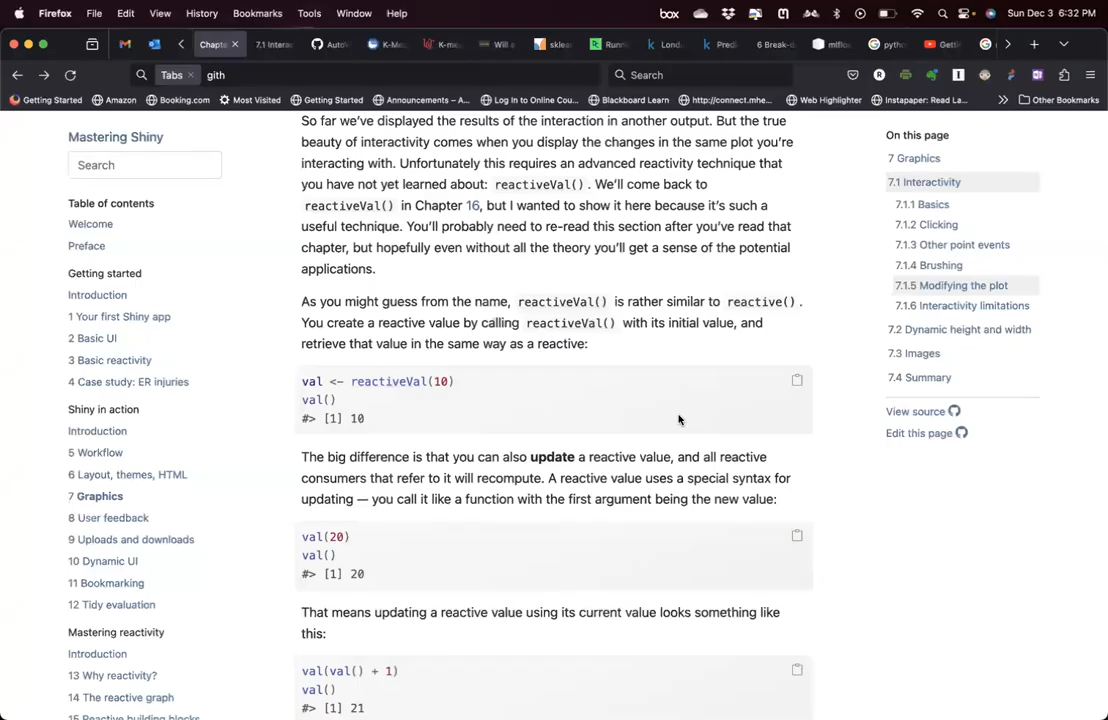 Firefox File Edit View History Bookmarks Tools Window Help box Sun Dec 3 6:32 PM
Chapt 7.1 Intera AutoV K-Me K-me Will sklea Runn Lond Pred 6 Break-d mlflo pytho Getti
Tabs gith Search
Getting Started Amazon Booking.com Most Visited Getting Started Announcements – A... Log In to Online Cou... Blackboard Learn http://connect.mhe... Web Highlighter Instapaper: Read La... Other Bookmarks
Mastering Shiny
Search
Table of contents
Welcome
Preface
Getting started
Introduction
1 Your first Shiny app
2 Basic UI
3 Basic reactivity
4 Case study: ER injuries
Shiny in action
Introduction
5 Workflow
6 Layout, themes, HTML
7 Graphics
8 User feedback
9 Uploads and downloads
10 Dynamic UI
11 Bookmarking
12 Tidy evaluation
Mastering reactivity
Introduction
13 Why reactivity?
14 The reactive graph
15 Reactive building blocks
So far we've displayed the results of the interaction in another output. But the true
beauty of interactivity comes when you display the changes in the same plot you're
interacting with. Unfortunately this requires an advanced reactivity technique that
you have not yet learned about: reactiveVal(). We'll come back to
reactiveVal() in Chapter 16, but I wanted to show it here because it's such a
useful technique. You'll probably need to re-read this section after you've read that
chapter, but hopefully even without all the theory you'll get a sense of the potential
applications.
As you might guess from the name, reactiveVal() is rather similar to reactive().
You create a reactive value by calling reactiveVal() with its initial value, and
retrieve that value in the same way as a reactive:
val <- reactiveVal(10)
val()
#> [1] 10
The big difference is that you can also update a reactive value, and all reactive
consumers that refer to it will recompute. A reactive value uses a special syntax for
updating — you call it like a function with the first argument being the new value:
val(20)
val()
#> [1] 20
That means updating a reactive value using its current value looks something like
this:
val(val() + 1)
val()
#> [1] 21
On this page
7 Graphics
7.1 Interactivity
7.1.1 Basics
7.1.2 Clicking
7.1.3 Other point events
7.1.4 Brushing
7.1.5 Modifying the plot
7.1.6 Interactivity limitations
7.2 Dynamic height and width
7.3 Images
7.4 Summary
View source
Edit this page